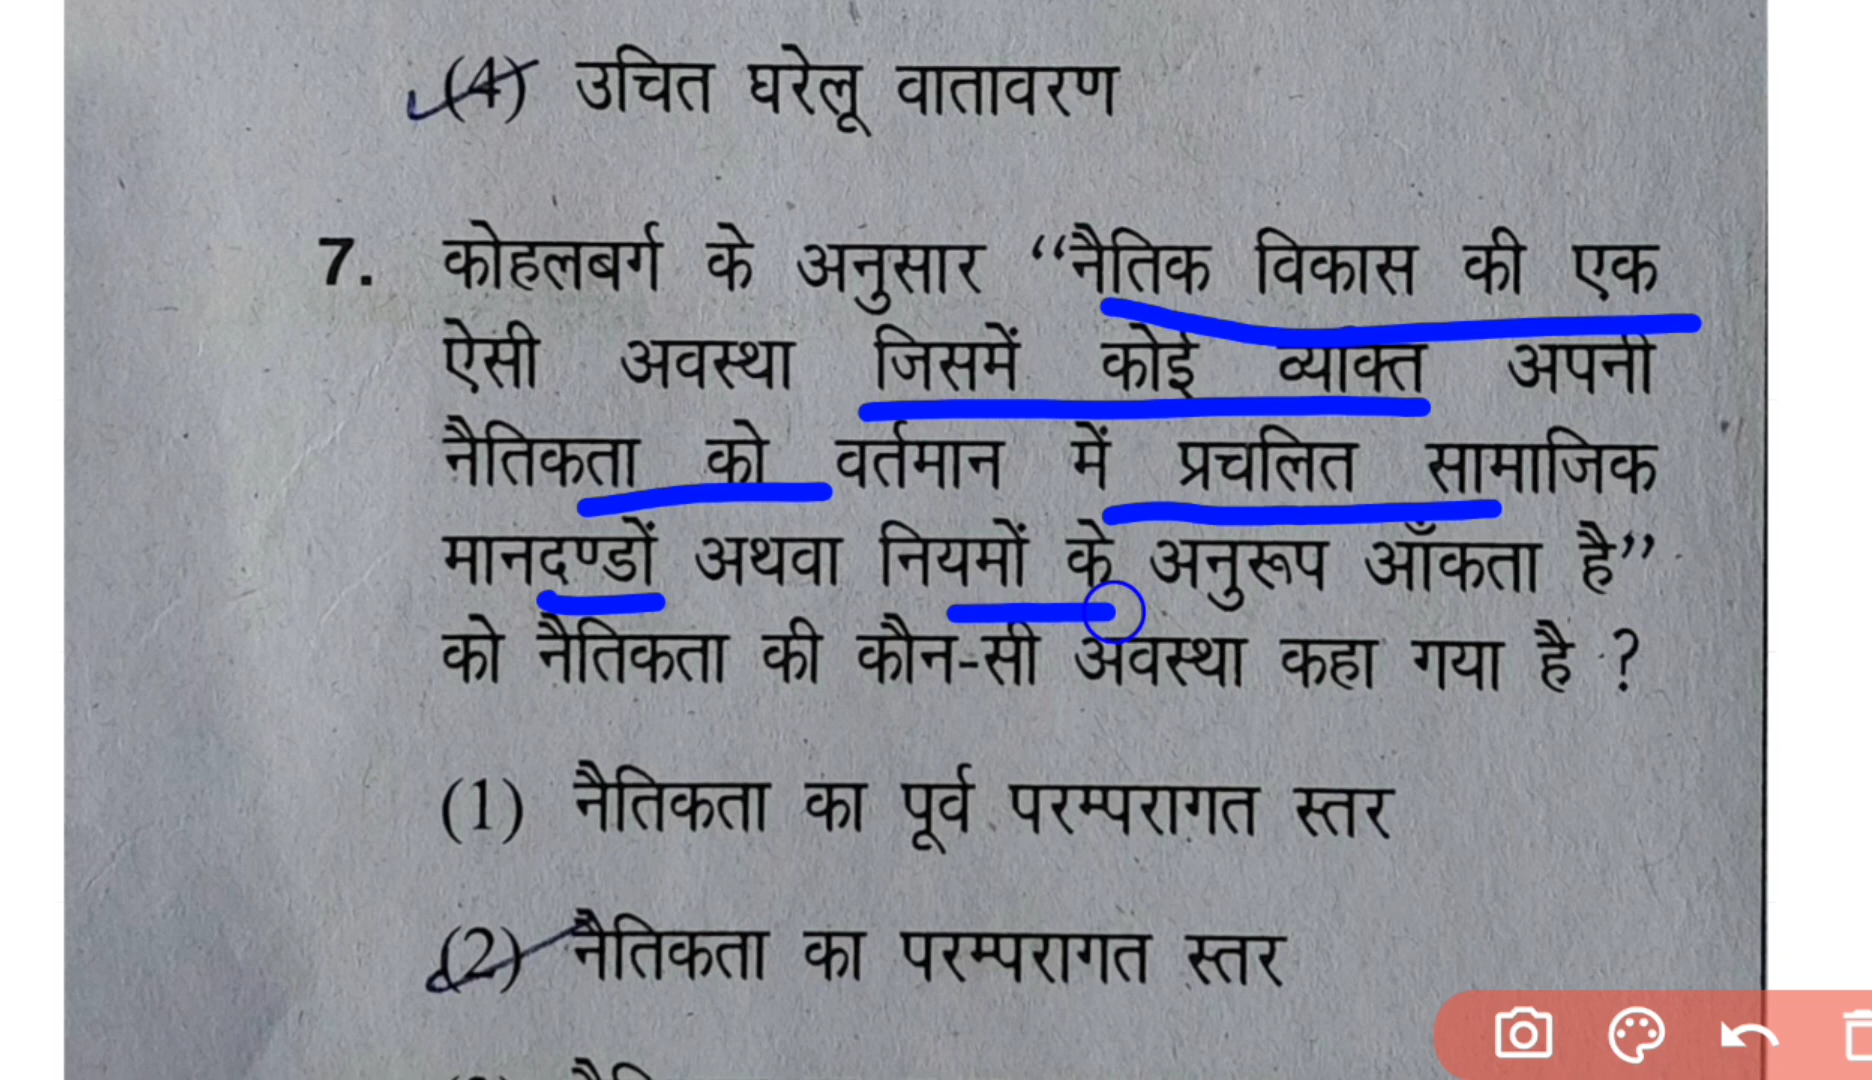 (4) उचित घरेलू वातावरण
7. कोहलबर्ग के अनुसार “नैतिक विकास की एक
ऐसी अवस्था जिसमें कोई व्यक्ति अपनी
नैतिकता को वर्तमान में प्रचलित सामाजिक
मानदण्डों अथवा नियमों के अनुरूप आँकता है”
को नैतिकता की कौन-सी अवस्था कहा गया है ?
(1) नैतिकता का पूर्व परम्परागत स्तर
(2) नैतिकता का परम्परागत स्तर